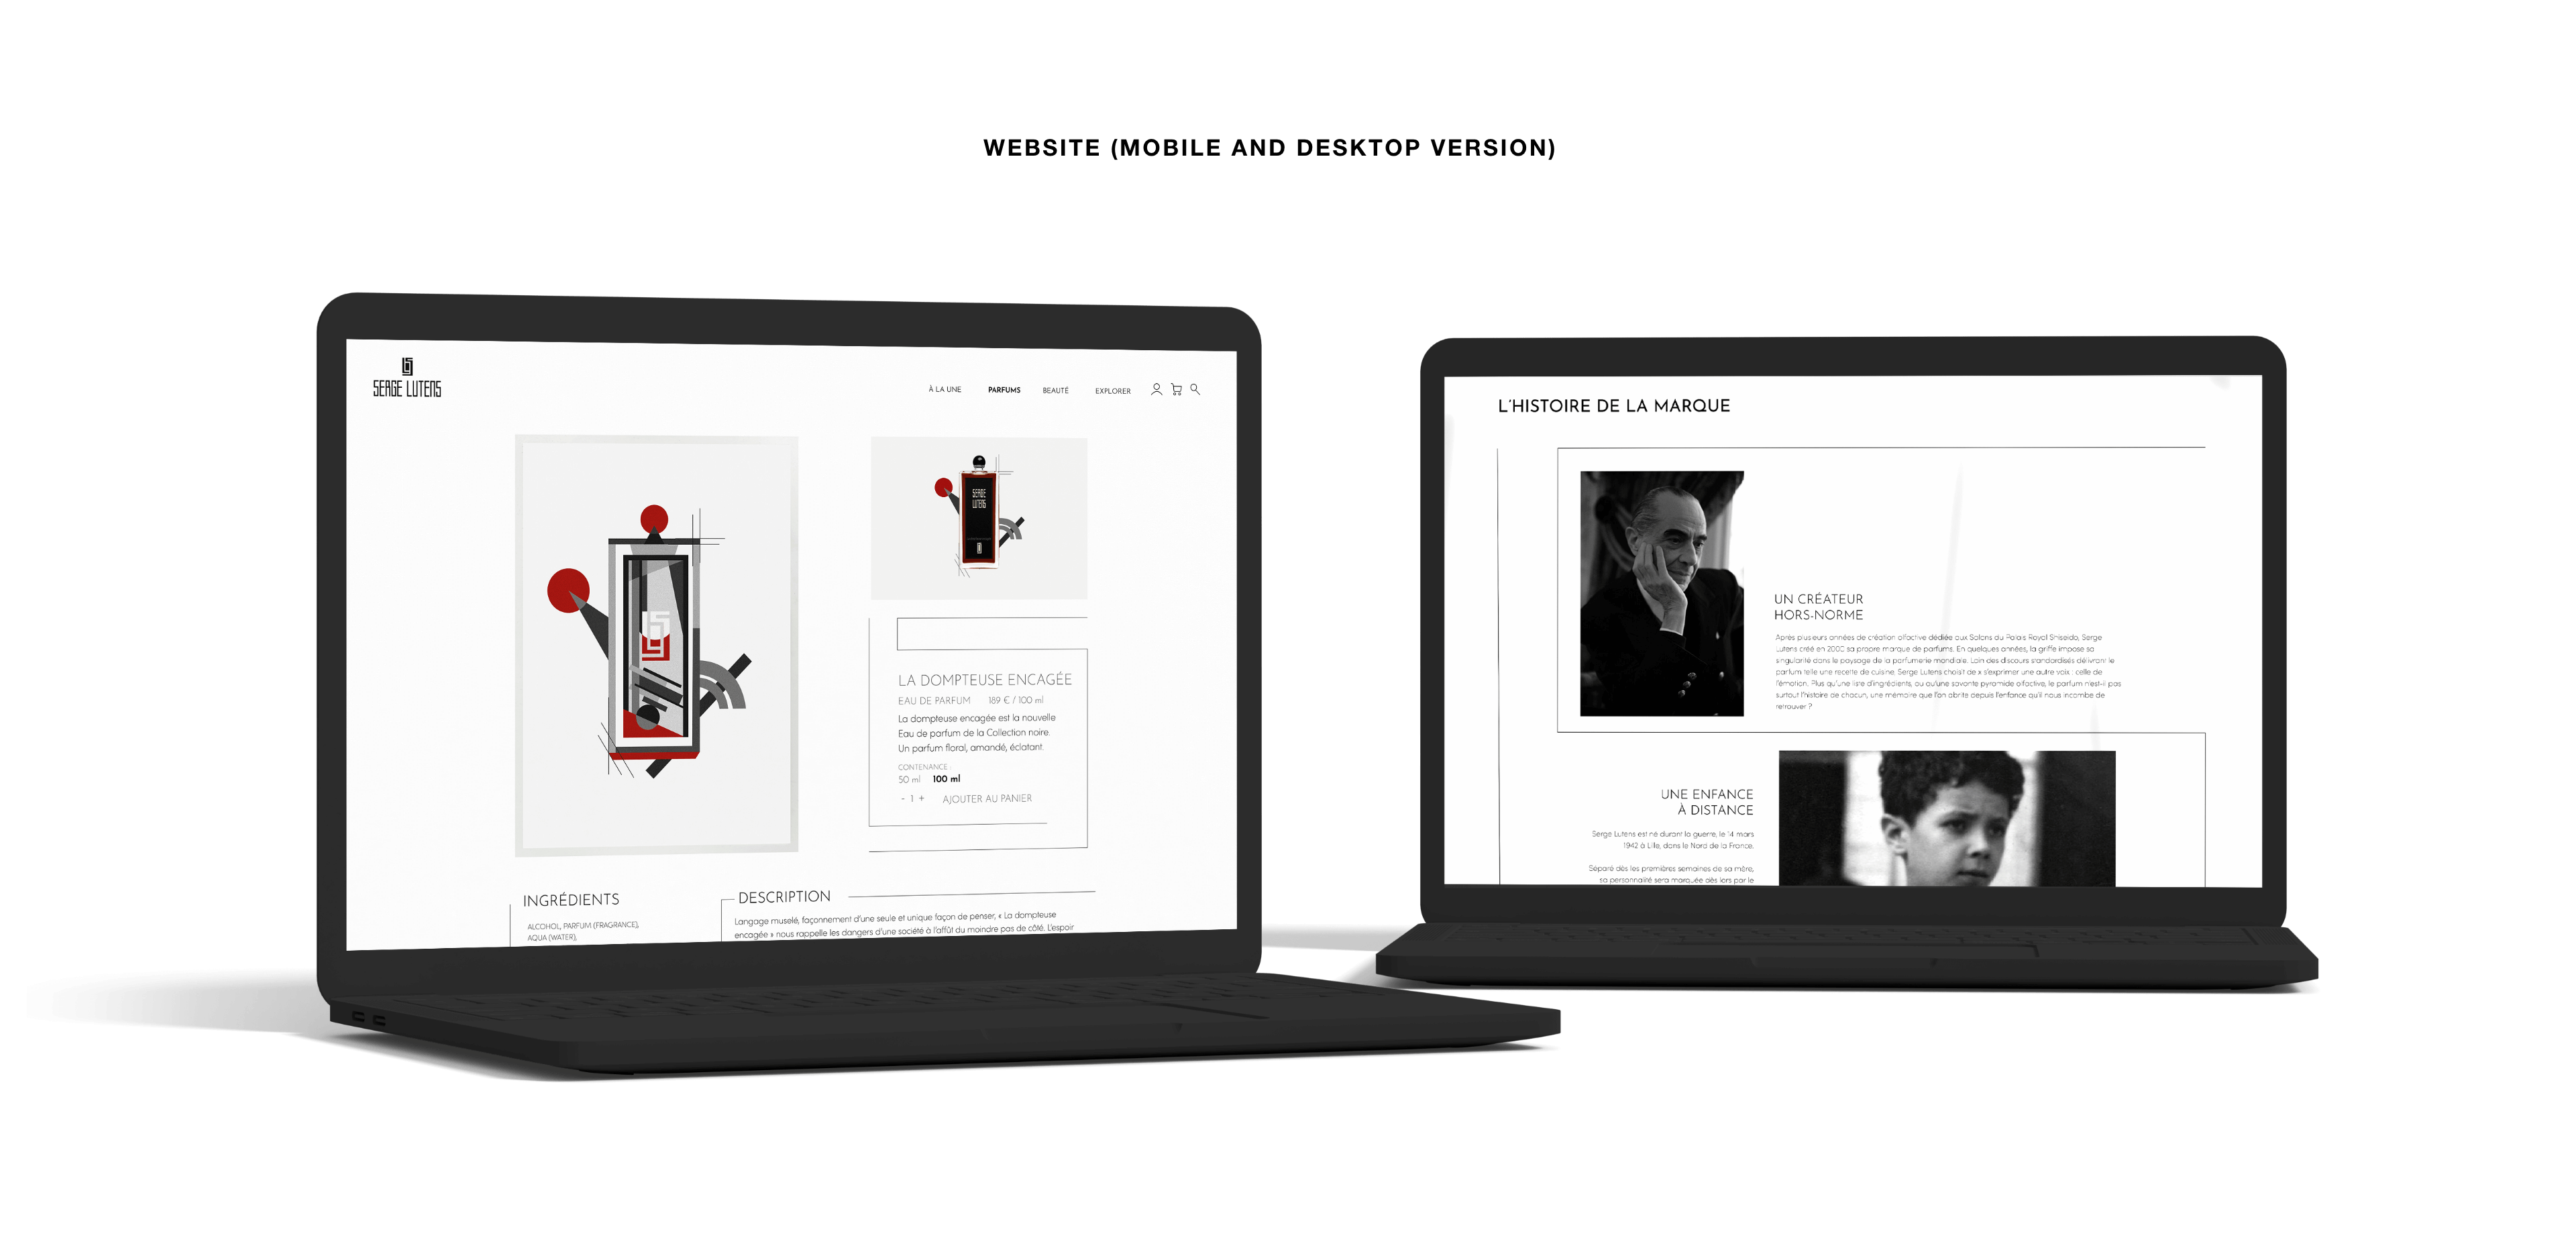 WEBSITE (MOBILE AND DESKTOP VERSION)
SERGE LUTENS
À LA UNE PARFUMS BEAUTÉ EXPLORER
SERGE
LUTENS
LA DOMPTEUSE ENCAGÉE
EAU DE PARFUM 189 € / 100 ml
La dompteuse encagée est la nouvelle
Eau de parfum de la Collection noire.
Un parfum floral, amandé, éclatant.
CONTENANCE :
50 ml 100 ml
- 1 + AJOUTER AU PANIER
INGRÉDIENTS
ALCOHOL, PARFUM (FRAGRANCE),
AQUA (WATER),
DESCRIPTION
Langage muselé, façonnement d'une seule et unique façon de penser, « La dompteuse
encagée » nous rappelle les dangers d'une société à l'affût du moindre pas de côté. L'espoir
L'HISTOIRE DE LA MARQUE
UN CRÉATEUR
HORS-NORME
Après plusieurs années de création olfactive dédiée aux Salons du Palais Royal Shiseido, Serge
Lutens créé en 2000 sa propre marque de parfums. En quelques années, la griffe impose sa
singularité dans le paysage de la parfumerie mondiale. Loin des discours standardisés délivrant le
parfum telle une recette de cuisine, Serge Lutens choisit de « s'exprimer une autre voix : celle de
l'émotion. Plus qu'une liste d'ingrédients, ou qu'une savante pyramide olfactive, le parfum n'est-il pas
surtout l'histoire de chacun, une mémoire que l'on abrite depuis l'enfance qu'il nous incombe de
retrouver ?
UNE ENFANCE
À DISTANCE
Serge Lutens est né durant la guerre, le 14 mars
1942 à Lille, dans le Nord de la France.
Séparé dès les premières semaines de sa mère,
sa personnalité sera marquée dès lors par le